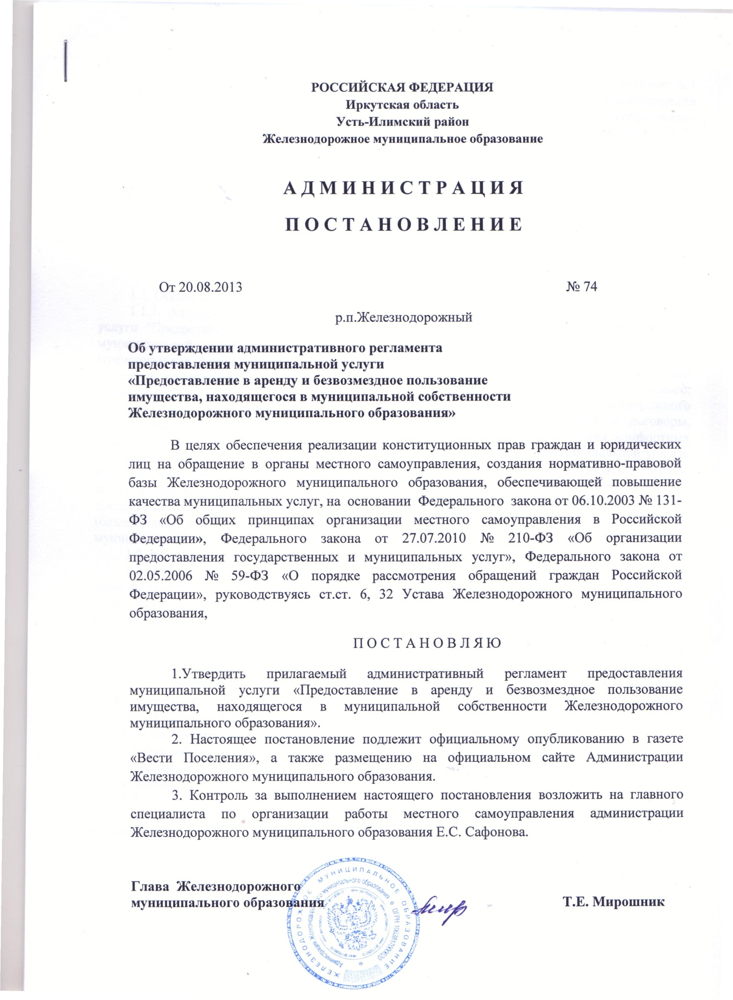 РОССИЙСКАЯ ФЕДЕРАЦИЯ
Иркутская область
Усть-Илимский район
Железнодорожное муниципальное образование
А Д М И Н И С Т Р А Ц И Я
П О С Т А Н О В Л Е Н И Е
От 20.08.2013 № 74
р.п.Железнодорожный
Об утверждении административного регламента
предоставления муниципальной услуги
«Предоставление в аренду и безвозмездное пользование
имущества, находящегося в муниципальной собственности
Железнодорожного муниципального образования»
В целях обеспечения реализации конституционных прав граждан и юридических
лиц на обращение в органы местного самоуправления, создания нормативно-правовой
базы Железнодорожного муниципального образования, обеспечивающей повышение
качества муниципальных услуг, на основании Федерального закона от 06.10.2003 № 131-
ФЗ «Об общих принципах организации местного самоуправления в Российской
Федерации», Федерального закона от 27.07.2010 № 210-ФЗ «Об организации
предоставления государственных и муниципальных услуг», Федерального закона от
02.05.2006 № 59-ФЗ «О порядке рассмотрения обращений граждан Российской
Федерации», руководствуясь ст.ст. 6, 32 Устава Железнодорожного муниципального
образования,
П О С Т А Н О В Л Я Ю
1.Утвердить прилагаемый административный регламент предоставления
муниципальной услуги «Предоставление в аренду и безвозмездное пользование
имущества, находящегося в муниципальной собственности Железнодорожного
муниципального образования».
2. Настоящее постановление подлежит официальному опубликованию в газете
«Вести Поселения», а также размещению на официальном сайте Администрации
Железнодорожного муниципального образования.
3. Контроль за выполнением настоящего постановления возложить на главного
специалиста по организации работы местного самоуправления администрации
Железнодорожного муниципального образования Е.С. Сафонова.
Глава Железнодорожного
муниципального образования Т.Е. Мирошник
ЖЕЛЕЗНОДОРОЖНОЕ МУНИЦИПАЛЬНОЕ ОБРАЗОВАНИЕ
Администрация Железнодорожного муниципального образования * ОГРН 1063817000620 *